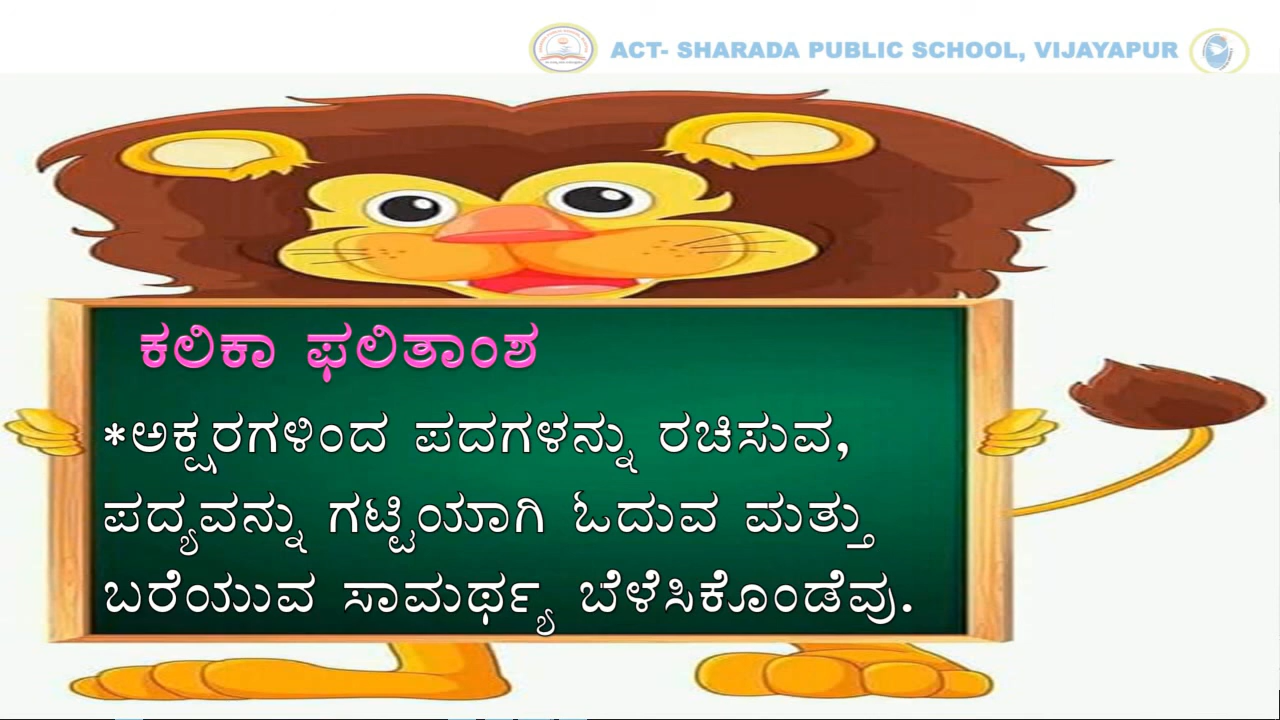 ACT- SHARADA PUBLIC SCHOOL, VIJAYAPUR
ಕಲಿಕಾ ಫಲಿತಾಂಶ
*ಅಕ್ಷರಗಳಿಂದ ಪದಗಳನ್ನು ರಚಿಸುವ,
ಪದ್ಯವನ್ನು ಗಟ್ಟಿಯಾಗಿ ಓದುವ ಮತ್ತು
ಬರೆಯುವ ಸಾಮರ್ಥ್ಯ ಬೆಳೆಸಿಕೊಂಡೆವು.